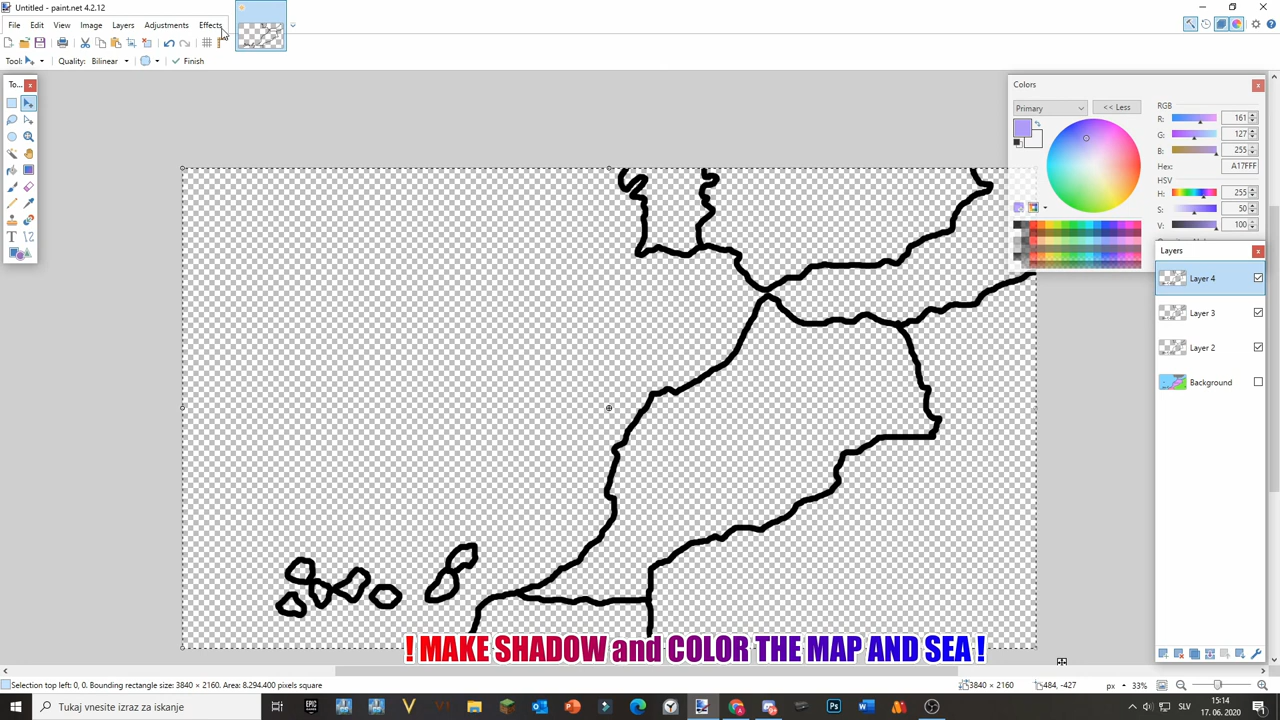 Untitled - paint.net 4.2.12
File Edit View Image Layers Adjustments Effects
Tool: Quality: Bilinear Finish
To...
Colors
Primary << Less RGB
R: 161
G: 127
B: 255
Hex: A17FFF
HSV
H: 255
S: 50
V: 100
Layers
Layer 4
Layer 3
Layer 2
Background
! MAKE SHADOW and COLOR THE MAP AND SEA !
Selection top left: 0, 0. Bounding rectangle size: 3840 × 2160. Area: 8.294.400 pixels square 3840 × 2160 484, -427 px 33%
Tukaj vnesite izraz za iskanje
EPIC GAMES
SLV 15:14
17. 06. 2020